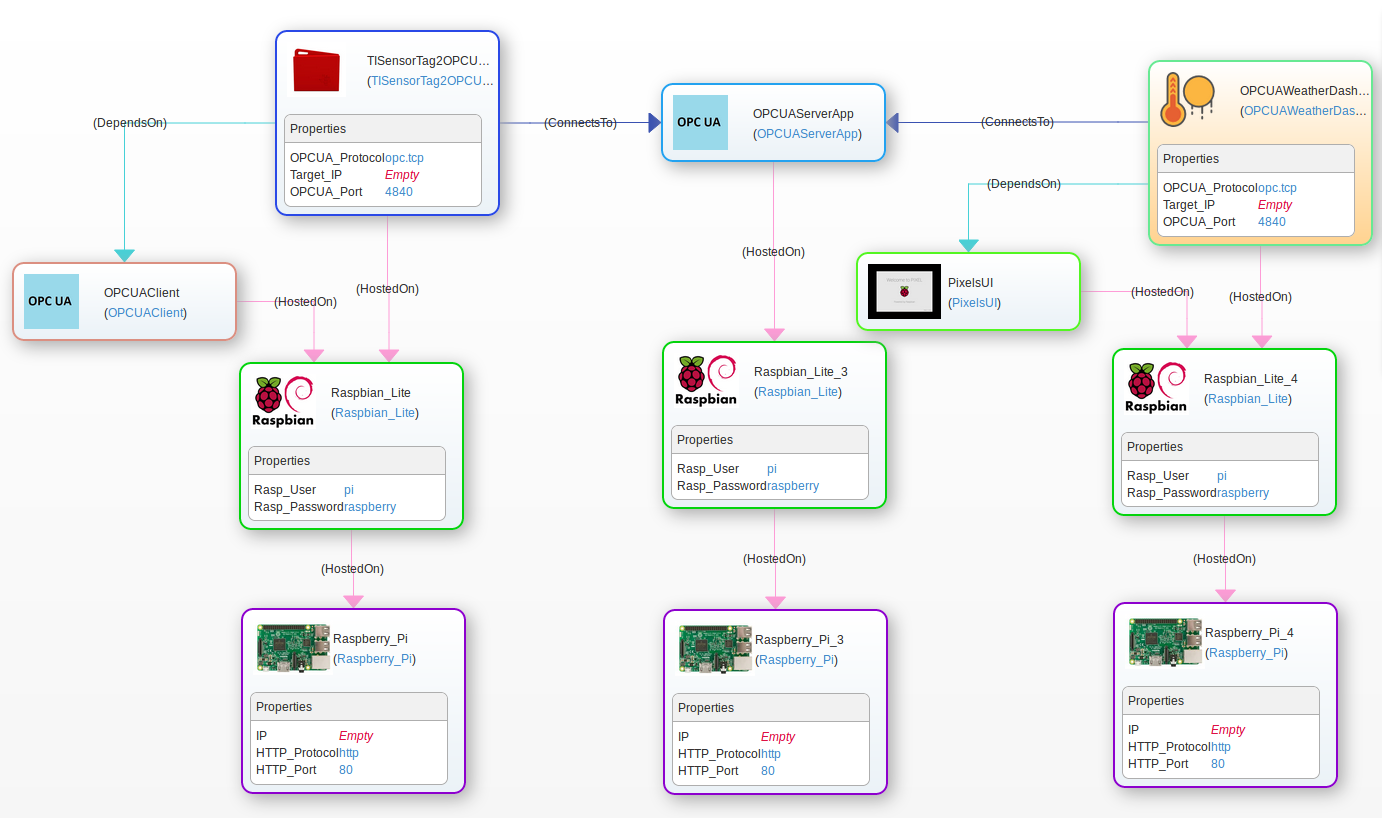 TISensorTag2OPCU...
(TISensorTag2OPCU...
Properties
OPCUA_Protocol opc.tcp
Target_IP Empty
OPCUA_Port 4840
(DependsOn)
(ConnectsTo)
OPC UA
OPCUAServerApp
(OPCUAServerApp)
(ConnectsTo)
OPCUAWeatherDash...
(OPCUAWeatherDas...
Properties
OPCUA_Protocol opc.tcp
Target_IP Empty
OPCUA_Port 4840
(DependsOn)
OPC UA
OPCUAClient
(OPCUAClient)
(HostedOn)
(HostedOn)
(HostedOn)
PixelsUI
(PixelsUI)
(HostedOn)
(HostedOn)
Raspbian
Raspbian_Lite
(Raspbian_Lite)
Properties
Rasp_User pi
Rasp_Password raspberry
Raspbian
Raspbian_Lite_3
(Raspbian_Lite)
Properties
Rasp_User pi
Rasp_Password raspberry
Raspbian
Raspbian_Lite_4
(Raspbian_Lite)
Properties
Rasp_User pi
Rasp_Password raspberry
(HostedOn)
(HostedOn)
(HostedOn)
Raspberry_Pi
(Raspberry_Pi)
Properties
IP Empty
HTTP_Protocol http
HTTP_Port 80
Raspberry_Pi_3
(Raspberry_Pi)
Properties
IP Empty
HTTP_Protocol http
HTTP_Port 80
Raspberry_Pi_4
(Raspberry_Pi)
Properties
IP Empty
HTTP_Protocol http
HTTP_Port 80